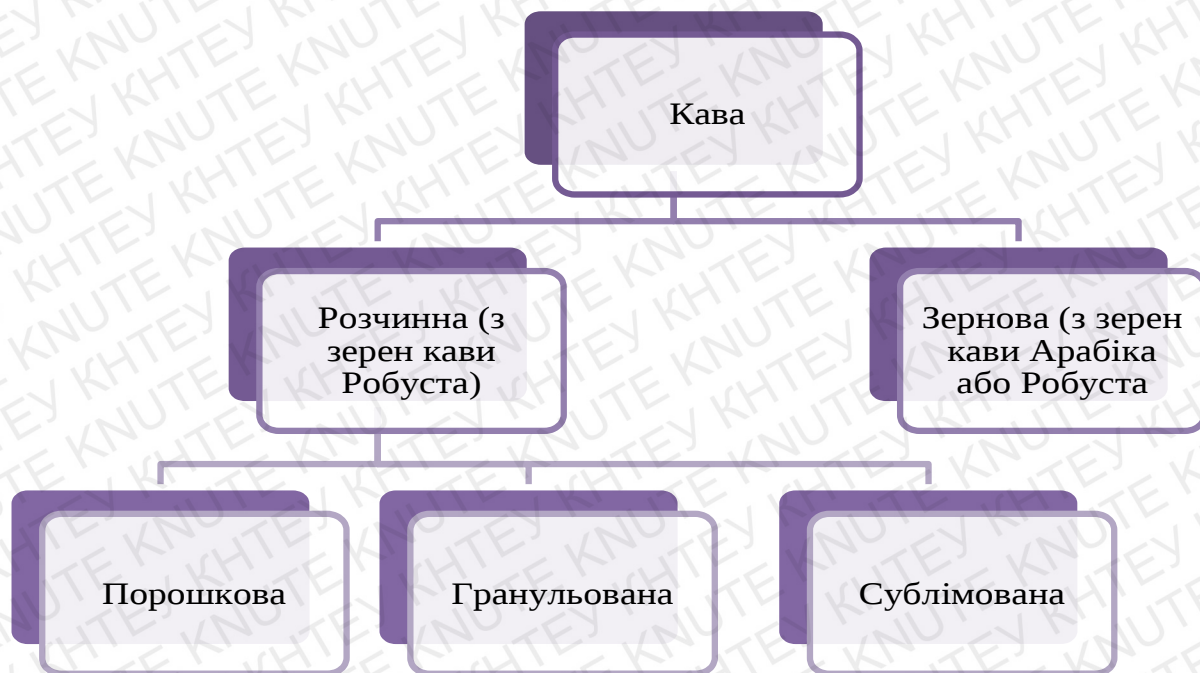 Кава
Розчинна (з
зерен кави
Робуста)
Зернова (з зерен
кави Арабіка
або Робуста
Порошкова
Гранульована
Сублімована